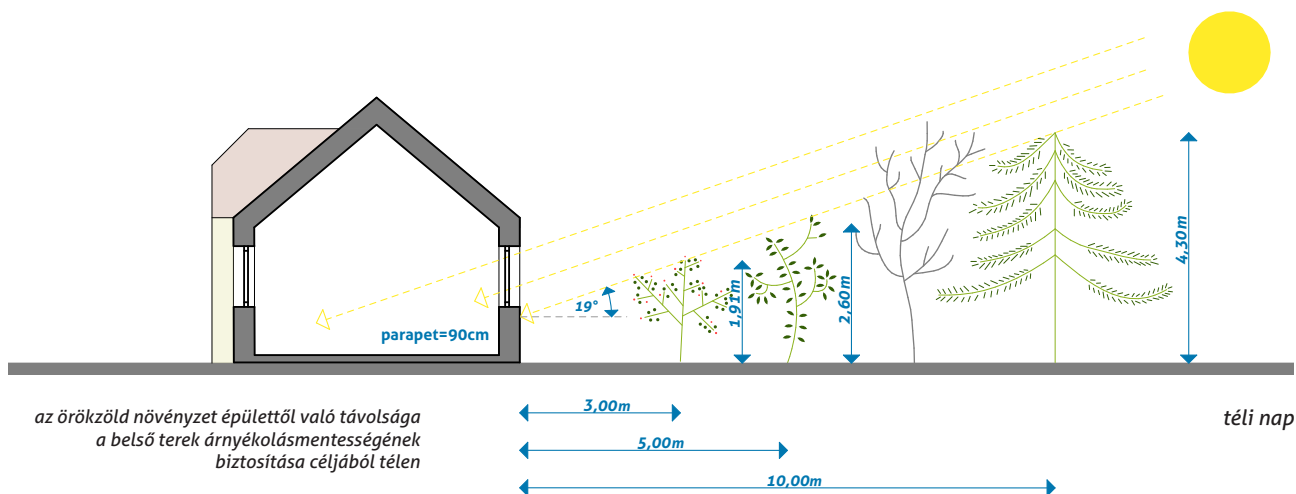 4,30m
19°
1,91m
2,60m
parapet=90cm
3,00m
az örökzöld növényzet épülettől való távolsága
a belső terek árnyékolásmentességének
biztosítása céljából télen
téli nap
5,00m
10,00m